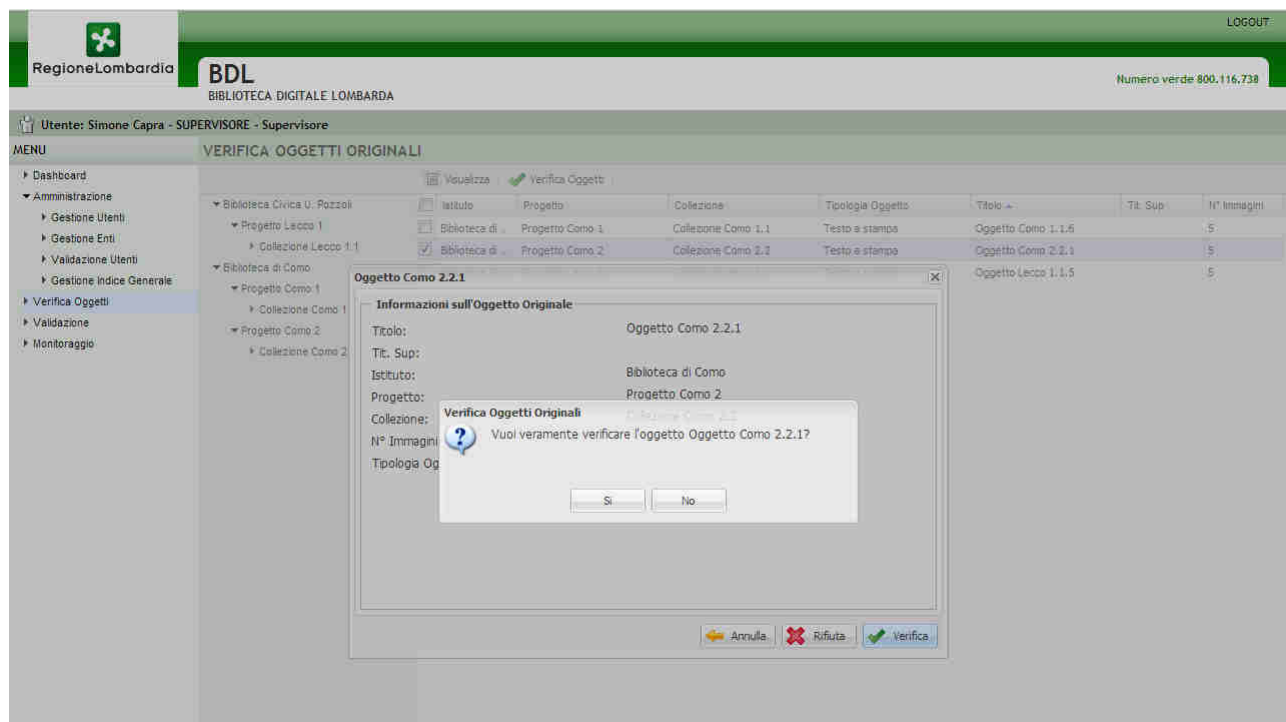 LOGOUT
RegioneLombardia
BDL
BIBLIOTECA DIGITALE LOMBARDA
Numero verde 800.116.738
Utente: Simone Capra - SUPERVISORE - Supervisore
MENU
VERIFICA OGGETTI ORIGINALI
Dashboard
Amministrazione
Gestione Utenti
Gestione Enti
Validazione Utenti
Gestione Indice Generale
Verifica Oggetti
Validazione
Monitoraggio
Biblioteca Civica U. Pozzoli
Progetto Lecco 1
Collezione Lecco 1.1
Biblioteca di Como
Progetto Como 1
Collezione Como 1
Progetto Como 2
Collezione Como 2
Visualizza Verifica Oggetti
Istituto Progetto Collezione Tipologia Oggetto Titolo Tit. Sup N° Immagini
Biblioteca di .. Progetto Como 1 Collezione Como 1.1 Testo a stampa Oggetto Como 1.1.6 5
Biblioteca di .. Progetto Como 2 Collezione Como 2.2 Testo a stampa Oggetto Como 2.2.1 5
Oggetto Lecco 1.1.5 5
Oggetto Como 2.2.1
Informazioni sull'Oggetto Originale
Titolo: Oggetto Como 2.2.1
Tit. Sup:
Istituto: Biblioteca di Como
Progetto: Progetto Como 2
Collezione: Collezione Como 2.2
N° Immagini
Tipologia Og
Verifica Oggetti Originali
Vuoi veramente verificare l'oggetto Oggetto Como 2.2.1?
Si No
Annulla Rifiuta Verifica